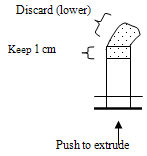 Discard (lower)
Keep 1 cm
Push to extrude